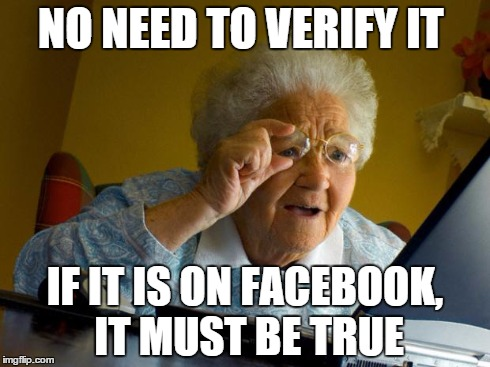 NO NEED TO VERIFY IT
IF IT IS ON FACEBOOK,
IT MUST BE TRUE
imgflip.com